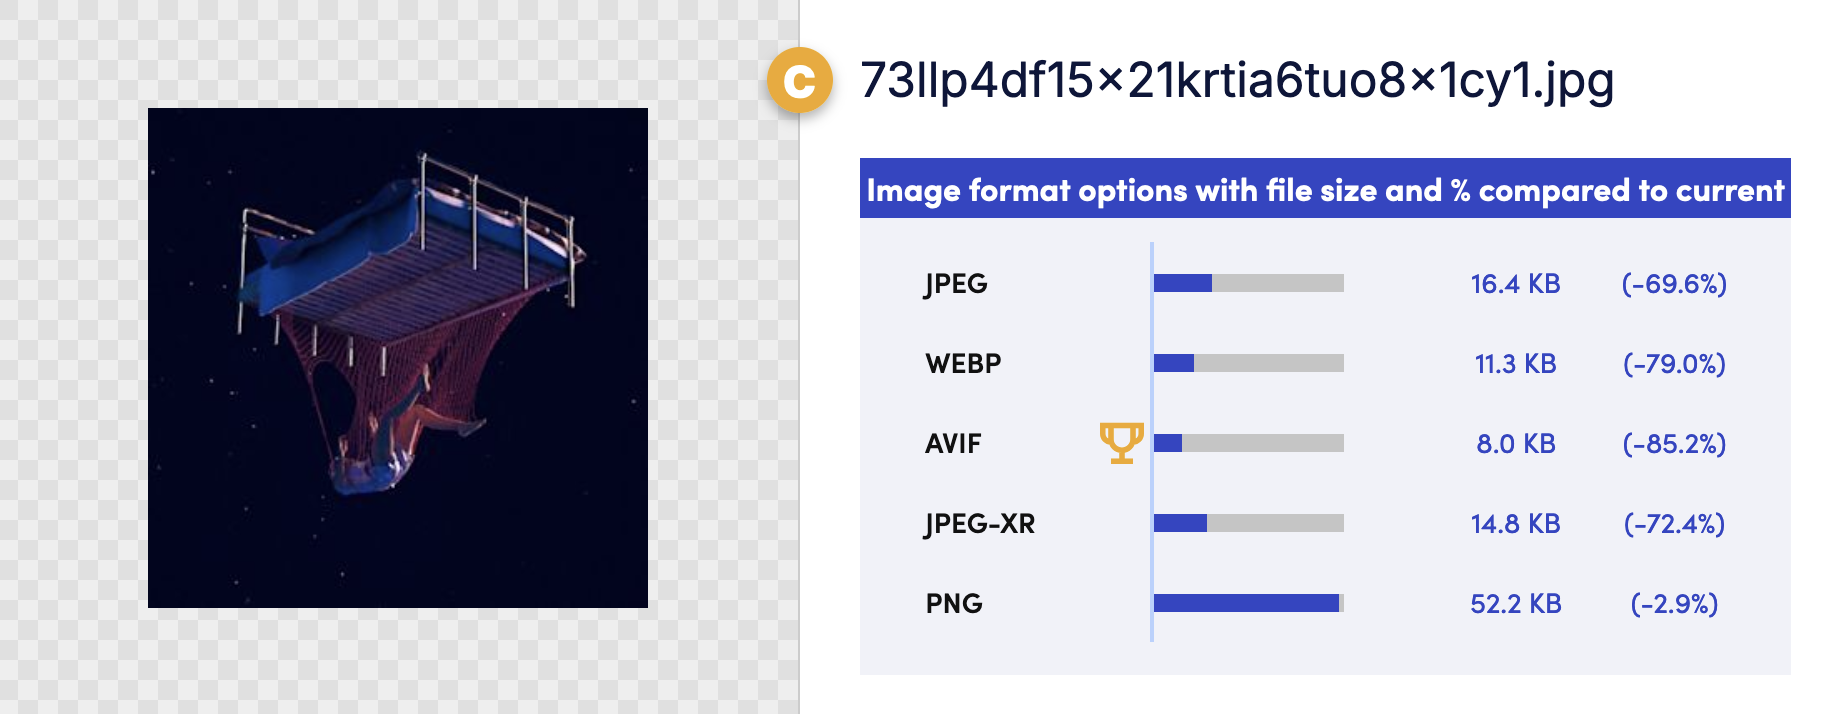 C
73llp4df15×21krtia6tuo8×1cy1.jpg
Image format options with file size and % compared to current
JPEG 16.4 KB (-69.6%)
WEBP 11.3 KB (-79.0%)
AVIF 8.0 KB (-85.2%)
JPEG-XR 14.8 KB (-72.4%)
PNG 52.2 KB (-2.9%)